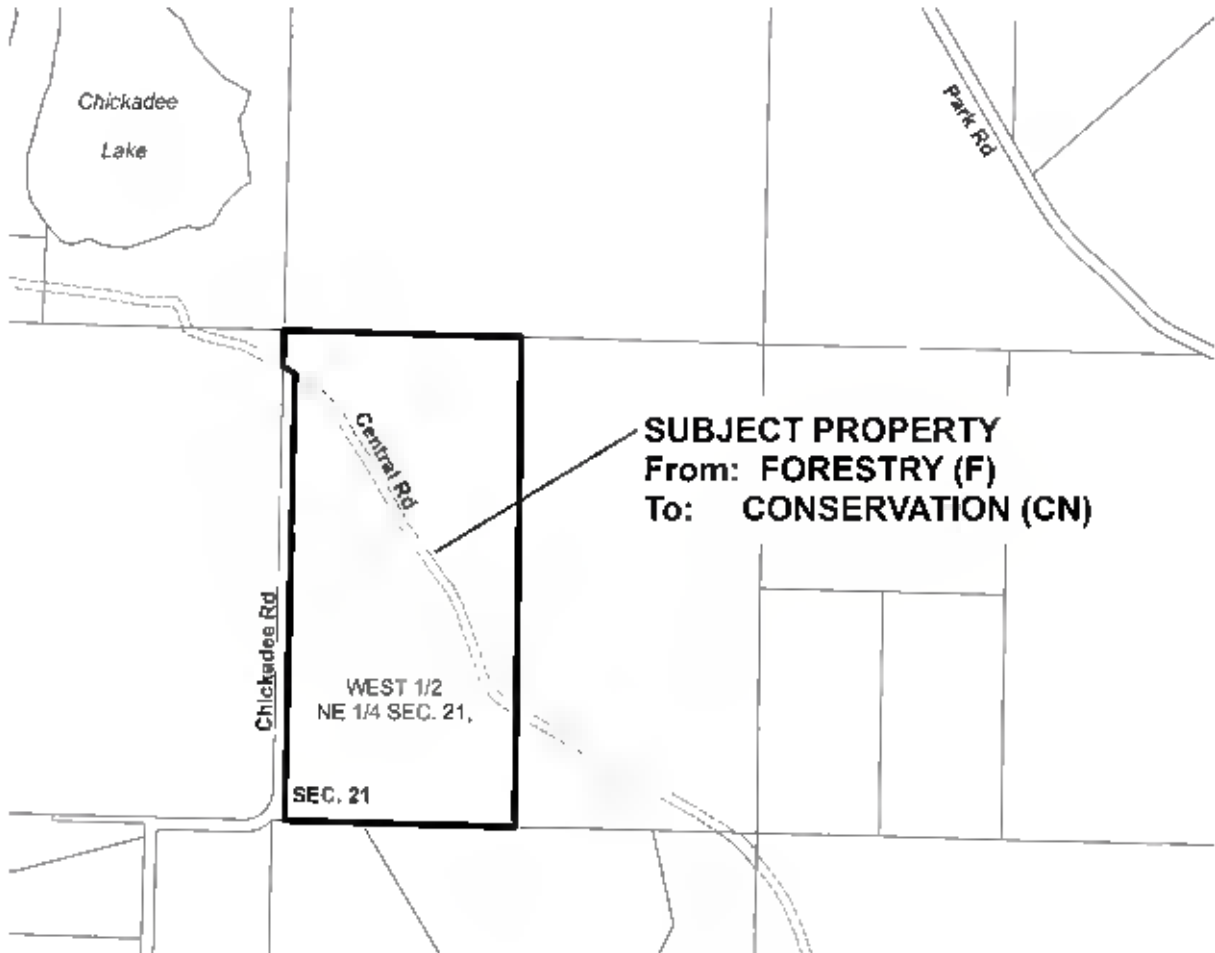 Chickadee
Lake
Park Rd
Central Rd
SUBJECT PROPERTY
From: FORESTRY (F)
To: CONSERVATION (CN)
Chickadee Rd
WEST 1/2
NE 1/4 SEC. 21,
SEC. 21